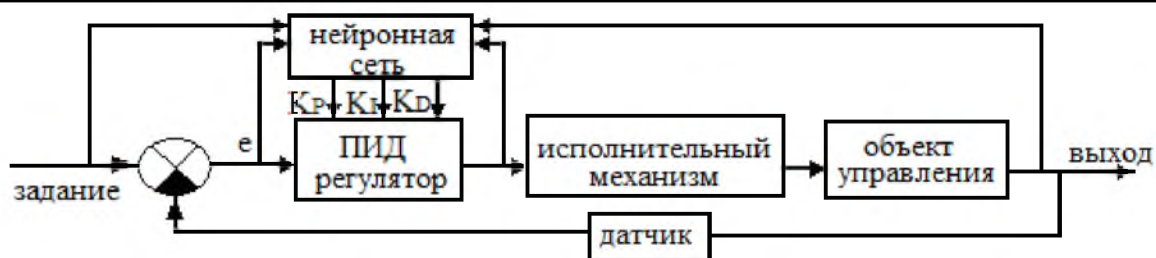 нейронная
сеть
KP KI KD
e
ПИД
регулятор
исполнительный
механизм
объект
управления
выход
задание
датчик